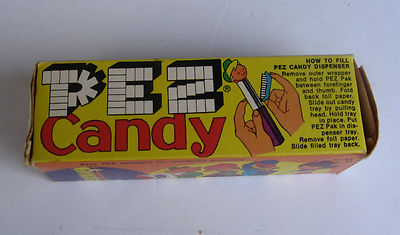 PEZ®
Candy
HOW TO FILL
PEZ CANDY DISPENSER
Remove outer wrapper
and hold PEZ Pak
between forefinger
and thumb. Fold
back foil paper.
Slide out candy
tray by pulling
head. Hold tray
in place. Put
PEZ Pak in dis-
penser tray.
Remove foil paper.
Slide filled tray back.